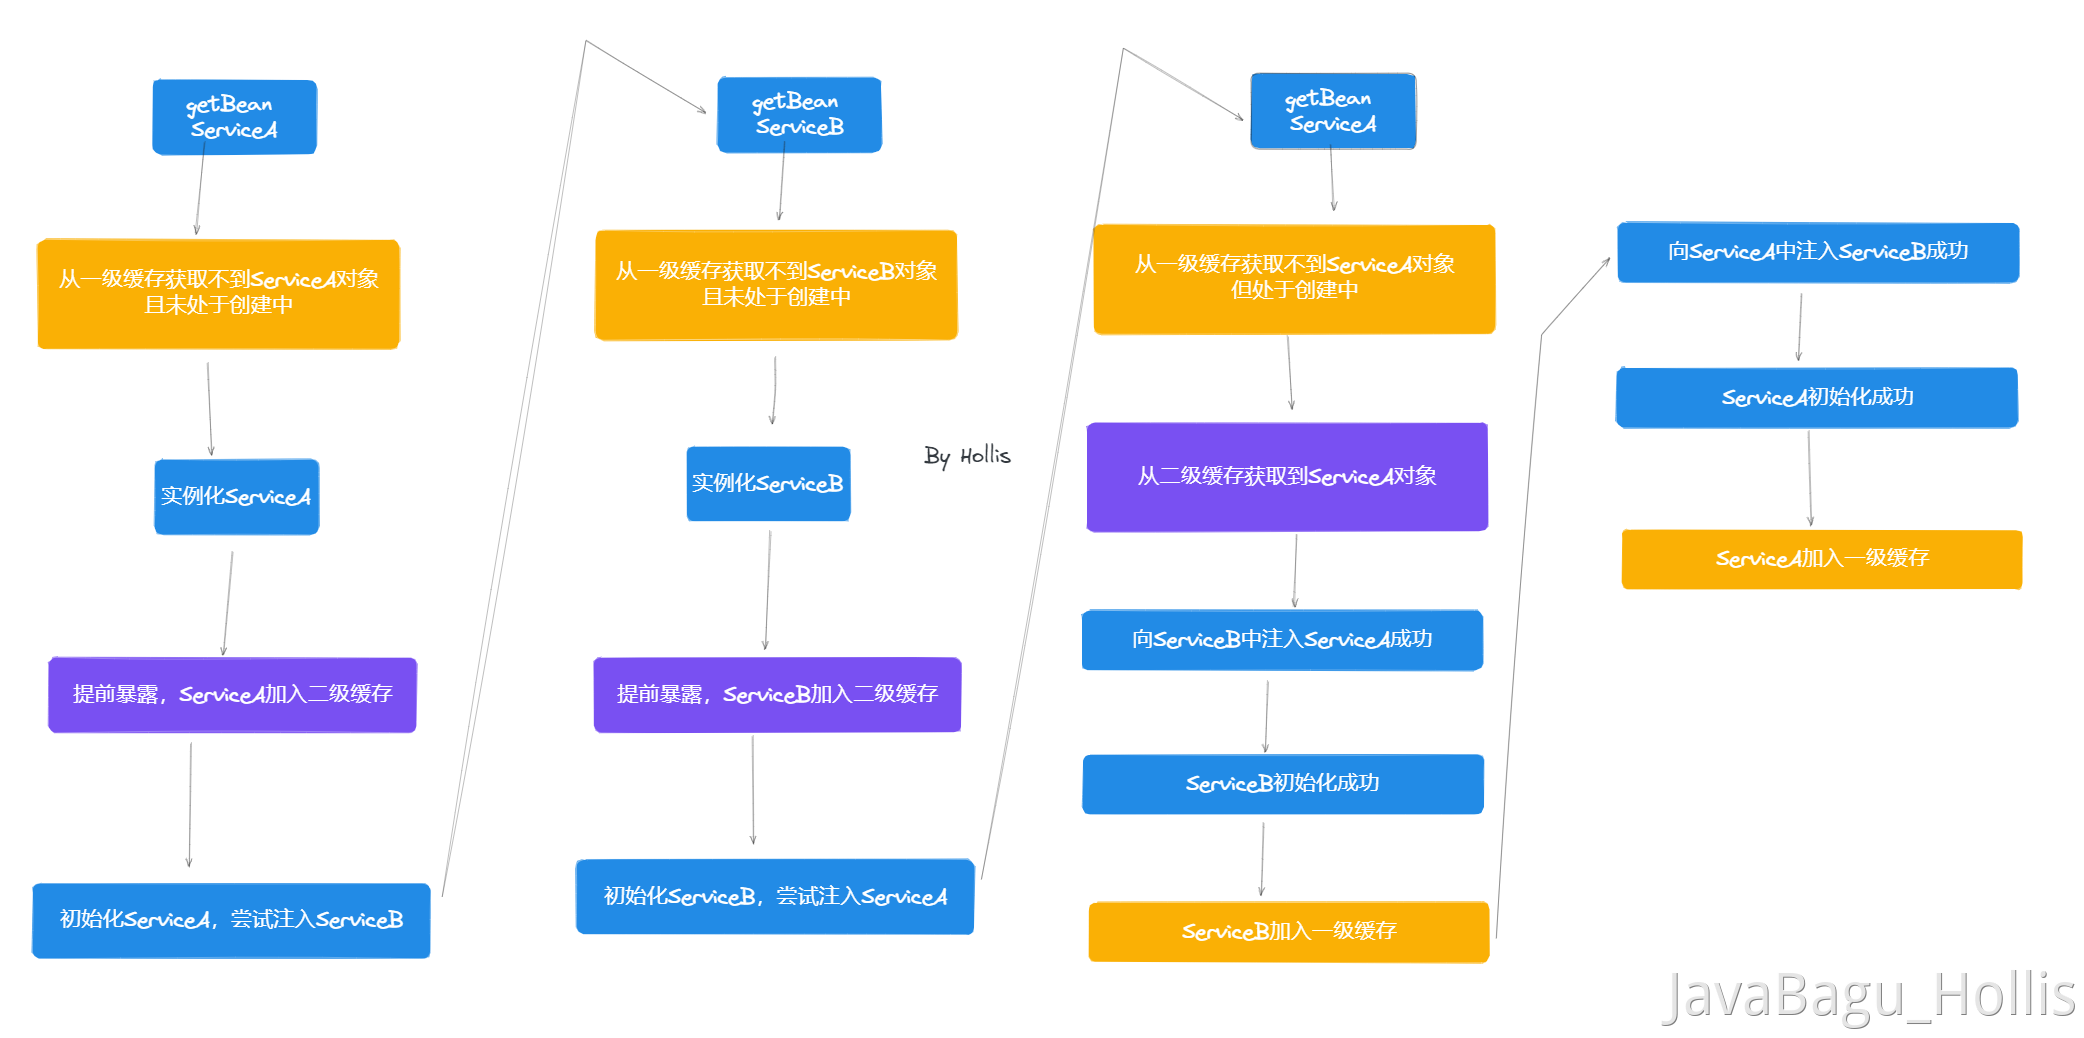 getBean
ServiceA
从一级缓存获取不到ServiceA对象
且未处于创建中
实例化ServiceA
提前暴露，ServiceA加入二级缓存
初始化ServiceA，尝试注入ServiceB
getBean
ServiceB
从一级缓存获取不到ServiceB对象
且未处于创建中
实例化ServiceB
提前暴露，ServiceB加入二级缓存
初始化ServiceB，尝试注入ServiceA
By Hollis
getBean
ServiceA
从一级缓存获取不到ServiceA对象
但处于创建中
从二级缓存获取到ServiceA对象
向ServiceB中注入ServiceA成功
ServiceB初始化成功
ServiceB加入一级缓存
向ServiceA中注入ServiceB成功
ServiceA初始化成功
ServiceA加入一级缓存
JavaBagu_Hollis